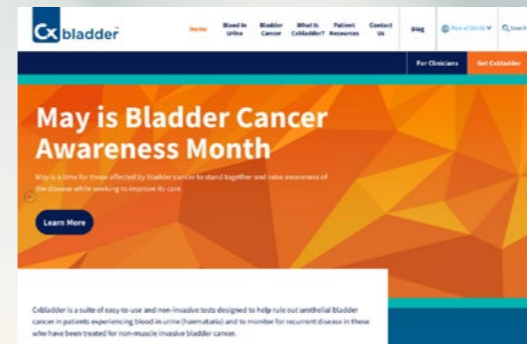 Cxbladder™
Home
Blood In Urine
Bladder Cancer
What Is Cxbladder?
Patient Resources
Contact Us
Blog
Rest of World
Search
For Clinicians
Get Cxbladder
May is Bladder Cancer
Awareness Month
May is a time for those affected by bladder cancer to stand together and raise awareness of
the disease while working to improve its care.
Learn More
Cxbladder is a suite of easy-to-use and non-invasive tests designed to help rule out urothelial bladder
cancer in patients experiencing blood in urine (haematuria) and to monitor for recurrent disease in those
who have been treated for non-muscle invasive bladder cancer.